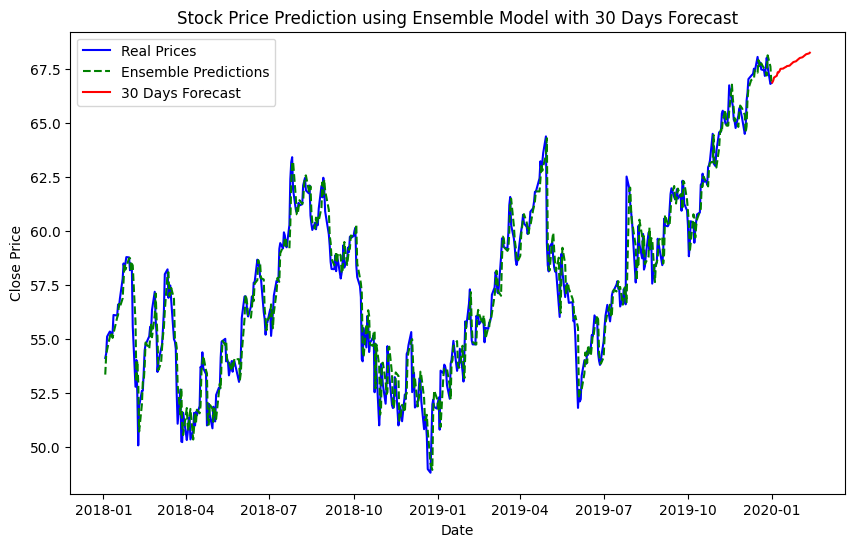 Stock Price Prediction using Ensemble Model with 30 Days Forecast
Real Prices
Ensemble Predictions
30 Days Forecast
Close Price
67.5
65.0
62.5
60.0
57.5
55.0
52.5
50.0
2018-01 2018-04 2018-07 2018-10 2019-01 2019-04 2019-07 2019-10 2020-01
Date